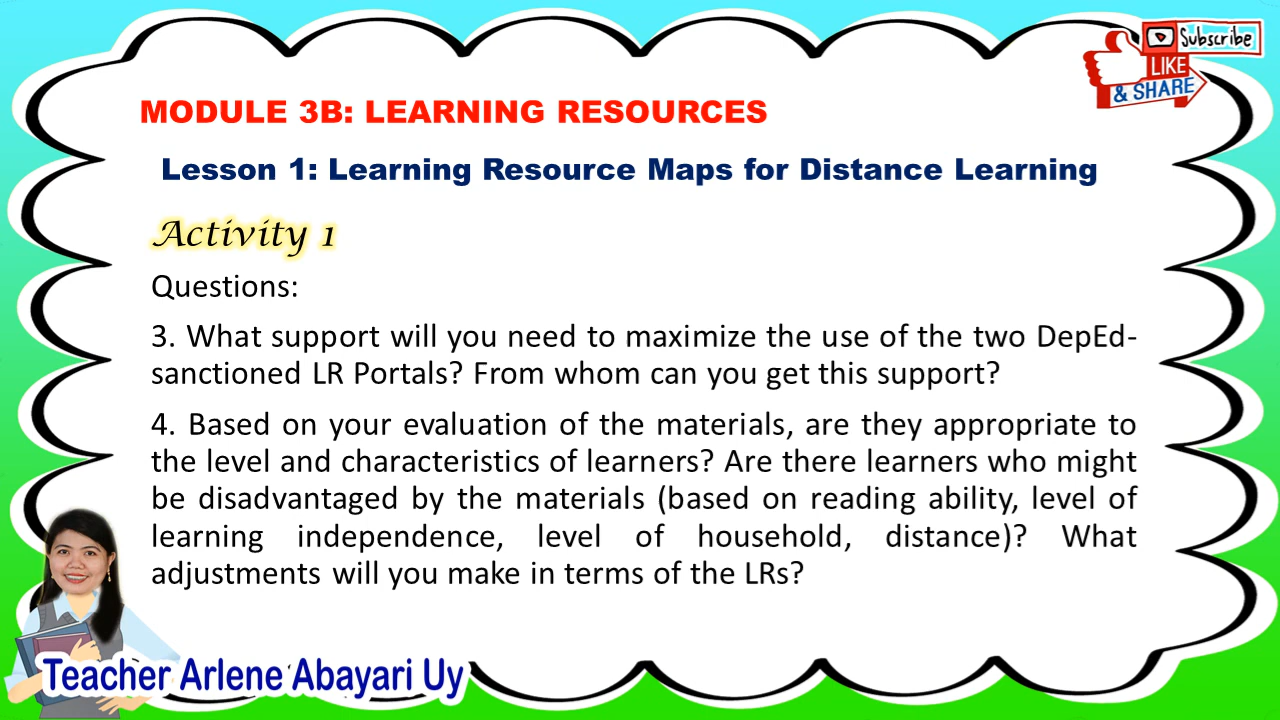 Subscribe
LIKE
& SHARE
MODULE 3B: LEARNING RESOURCES
Lesson 1: Learning Resource Maps for Distance Learning
Activity 1
Questions:
3. What support will you need to maximize the use of the two DepEd-
sanctioned LR Portals? From whom can you get this support?
4. Based on your evaluation of the materials, are they appropriate to
the level and characteristics of learners? Are there learners who might
be disadvantaged by the materials (based on reading ability, level of
learning independence, level of household, distance)? What
adjustments will you make in terms of the LRs?
Teacher Arlene Abayari Uy